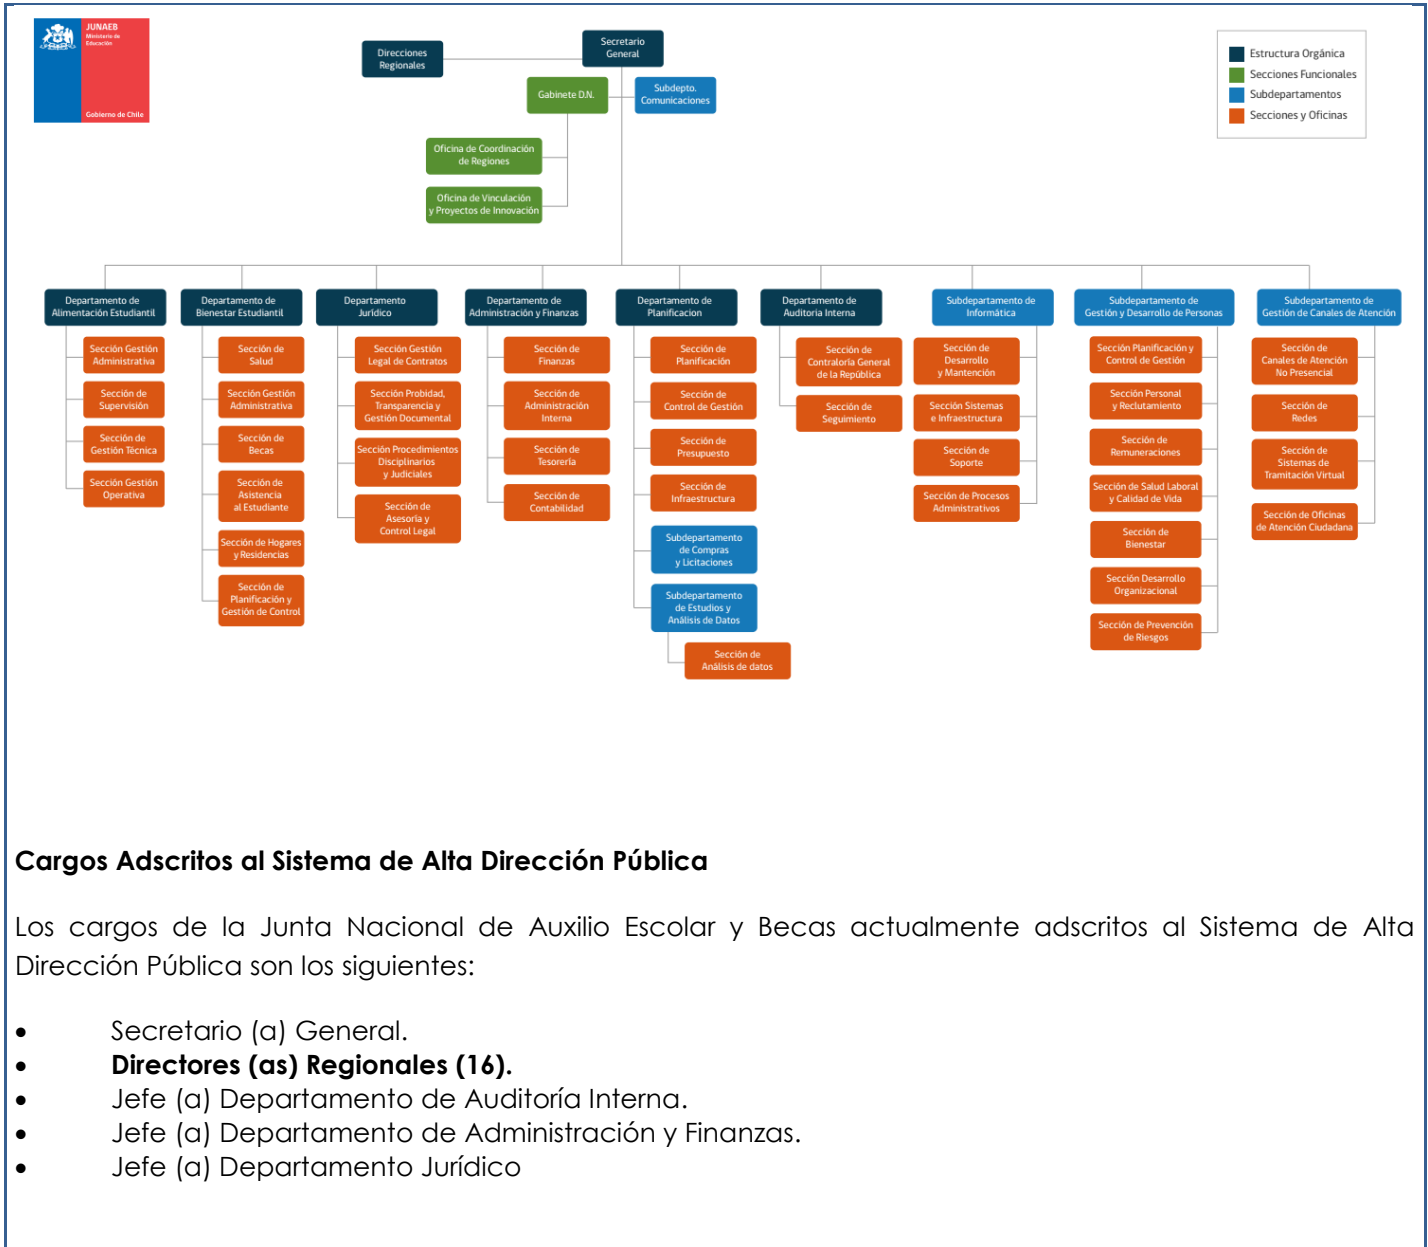 JUNAEB
Ministerio de
Educación
Gobierno de Chile
Direcciones
Regionales
Secretario
General
Gabinete D.N.
Subdepto.
Comunicaciones
Oficina de Coordinación
de Regiones
Oficina de Vinculación
y Proyectos de Innovación
Estructura Orgánica
Secciones Funcionales
Subdepartamentos
Secciones y Oficinas
Departamento de
Alimentación Estudiantil
Sección Gestión
Administrativa
Sección de
Supervisión
Sección de
Gestión Técnica
Sección Gestión
Operativa
Departamento de
Bienestar Estudiantil
Sección de
Salud
Sección Gestión
Administrativa
Sección de
Becas
Sección de
Asistencia
al Estudiante
Sección de Hogares
y Residencias
Sección de
Planificación y
Gestión de Control
Departamento
Jurídico
Sección Gestión
Legal de Contratos
Sección Probidad,
Transparencia y
Gestión Documental
Sección Procedimientos
Disciplinarios
y Judiciales
Sección de
Asesoría y
Control Legal
Departamento de
Administración y Finanzas
Sección de
Finanzas
Sección de
Administración
Interna
Sección de
Tesorería
Sección de
Contabilidad
Departamento de
Planificacion
Sección de
Planificación
Sección de
Control de Gestión
Sección de
Presupuesto
Sección de
Infraestructura
Subdepartamento
de Compras
y Licitaciones
Subdepartamento
de Estudios y
Análisis de Datos
Sección de
Análisis de datos
Departamento de
Auditoria Interna
Sección de
Contraloría General
de la República
Sección de
Seguimiento
Subdepartamento de
Informática
Sección de
Desarrollo
y Mantención
Sección Sistemas
e Infraestructura
Sección de
Soporte
Sección de Procesos
Administrativos
Subdepartamento de
Gestión y Desarrollo de Personas
Sección Planificación y
Control de Gestión
Sección Personal
y Reclutamiento
Sección de
Remuneraciones
Sección de Salud Laboral
y Calidad de Vida
Sección de
Bienestar
Sección Desarrollo
Organizacional
Sección de Prevención
de Riesgos
Subdepartamento de
Gestión de Canales de Atención
Sección de
Canales de Atención
No Presencial
Sección de
Redes
Sección de
Sistemas de
Tramitación Virtual
Sección de Oficinas
de Atención Ciudadana
Cargos Adscritos al Sistema de Alta Dirección Pública
Los cargos de la Junta Nacional de Auxilio Escolar y Becas actualmente adscritos al Sistema de Alta
Dirección Pública son los siguientes:
• Secretario (a) General.
• Directores (as) Regionales (16).
• Jefe (a) Departamento de Auditoría Interna.
• Jefe (a) Departamento de Administración y Finanzas.
• Jefe (a) Departamento Jurídico